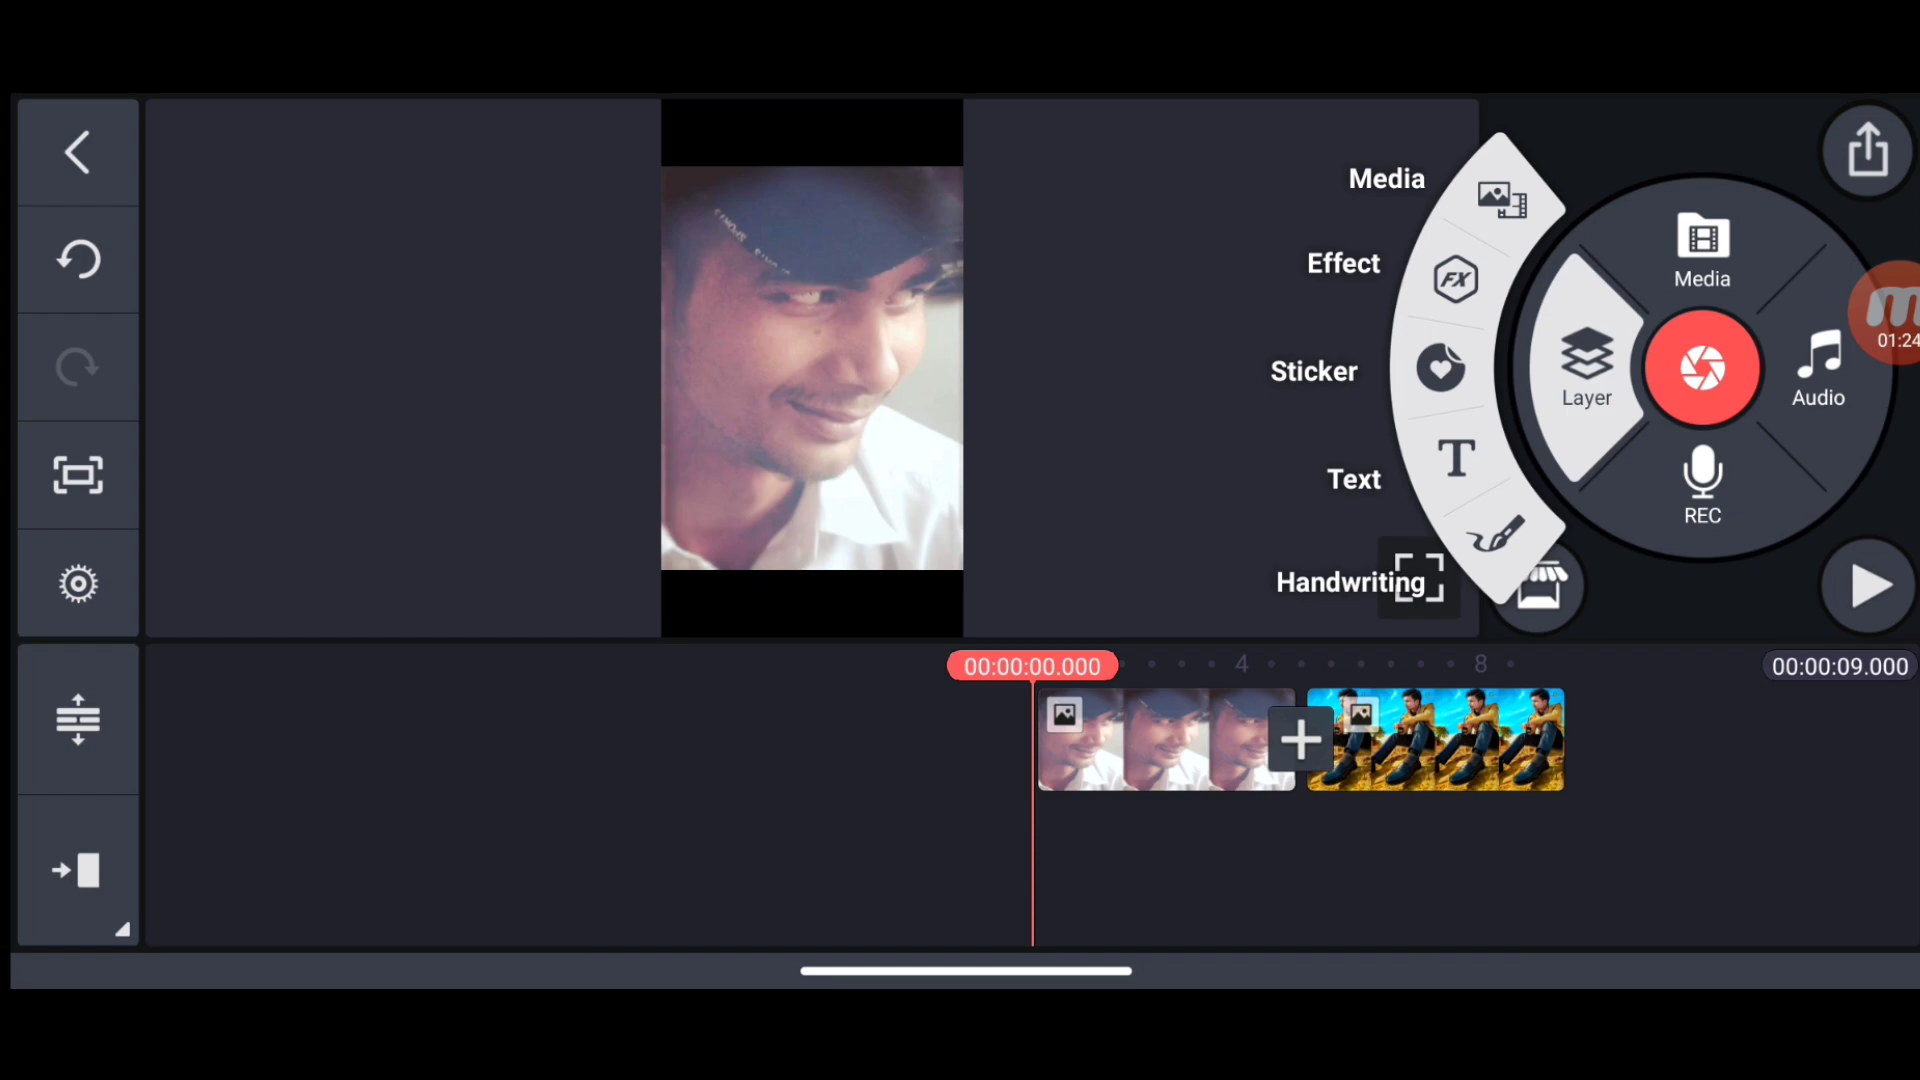 Media
Effect
Sticker
Text
Handwriting
FX
T
Media
Layer
Audio
REC
m
01:24
00:00:00.000
4
8
00:00:09.000